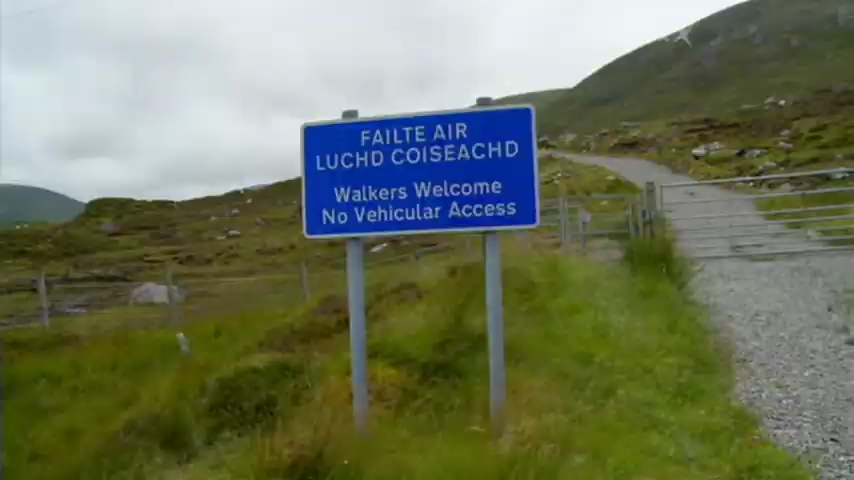 FAILTE AIR
LUCHD COISEACHD
Walkers Welcome
No Vehicular Access